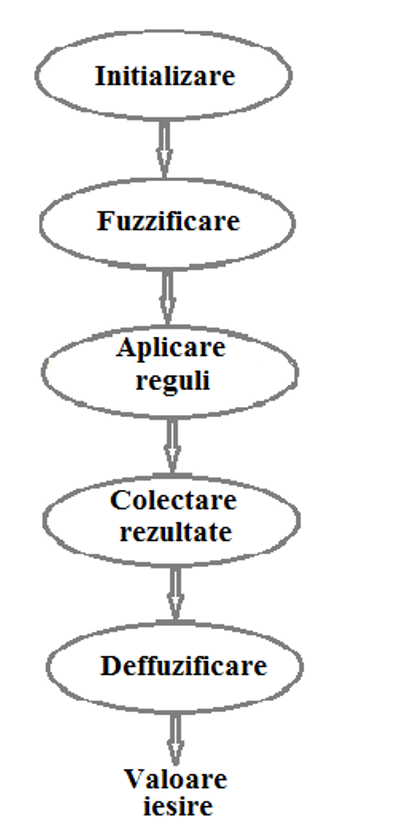 Initializare
Fuzzificare
Aplicare
reguli
Colectare
rezultate
Deffuzificare
Valoare
iesire